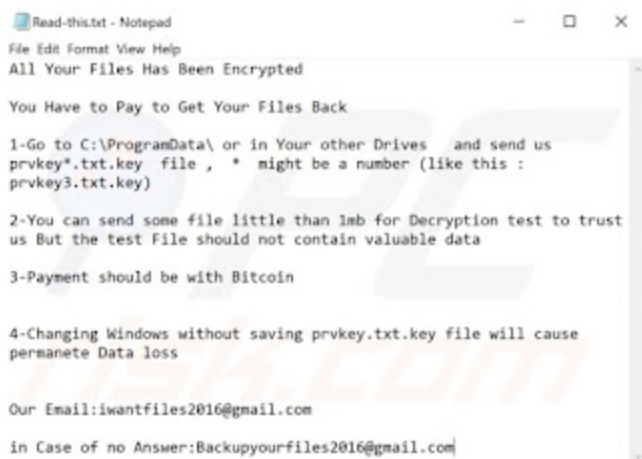 Read-this.txt - Notepad
File Edit Format View Help
All Your Files Has Been Encrypted
You Have to Pay to Get Your Files Back
1-Go to C:\ProgramData\ or in Your other Drives and send us
prvkey*.txt.key file , * might be a number (like this :
prvkey3.txt.key)
2-You can send some file little than 1mb for Decryption test to trust
us But the test File should not contain valuable data
3-Payment should be with Bitcoin
4-Changing Windows without saving prvkey.txt.key file will cause
permanete Data loss
Our Email:iwantfiles2016@gmail.com
in Case of no Answer:Backupyourfiles2016@gmail.com
PC
risk.com